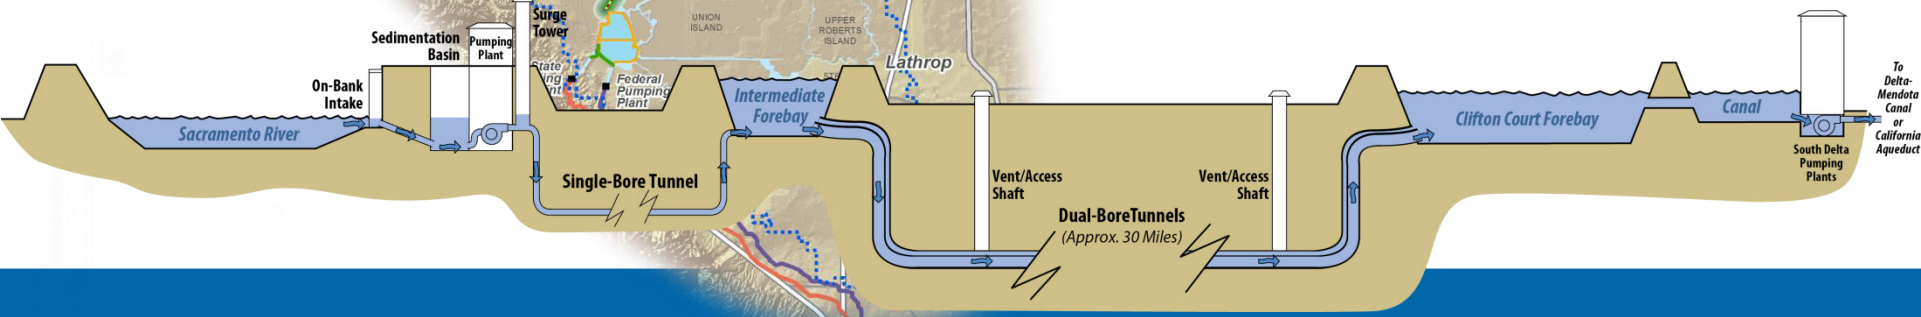 Surge
Tower
UNION
ISLAND
UPPER
ROBERTS
ISLAND
Sedimentation
Basin
Pumping
Plant
Lathrop
Federal
Pumping
Plant
On-Bank
Intake
Sacramento River
Intermediate
Forebay
Single-Bore Tunnel
Vent/Access
Shaft
Dual-BoreTunnels
(Approx. 30 Miles)
Vent/Access
Shaft
Clifton Court Forebay
Canal
South Delta
Pumping
Plants
To
Delta-
Mendota
Canal
or
California
Aqueduct